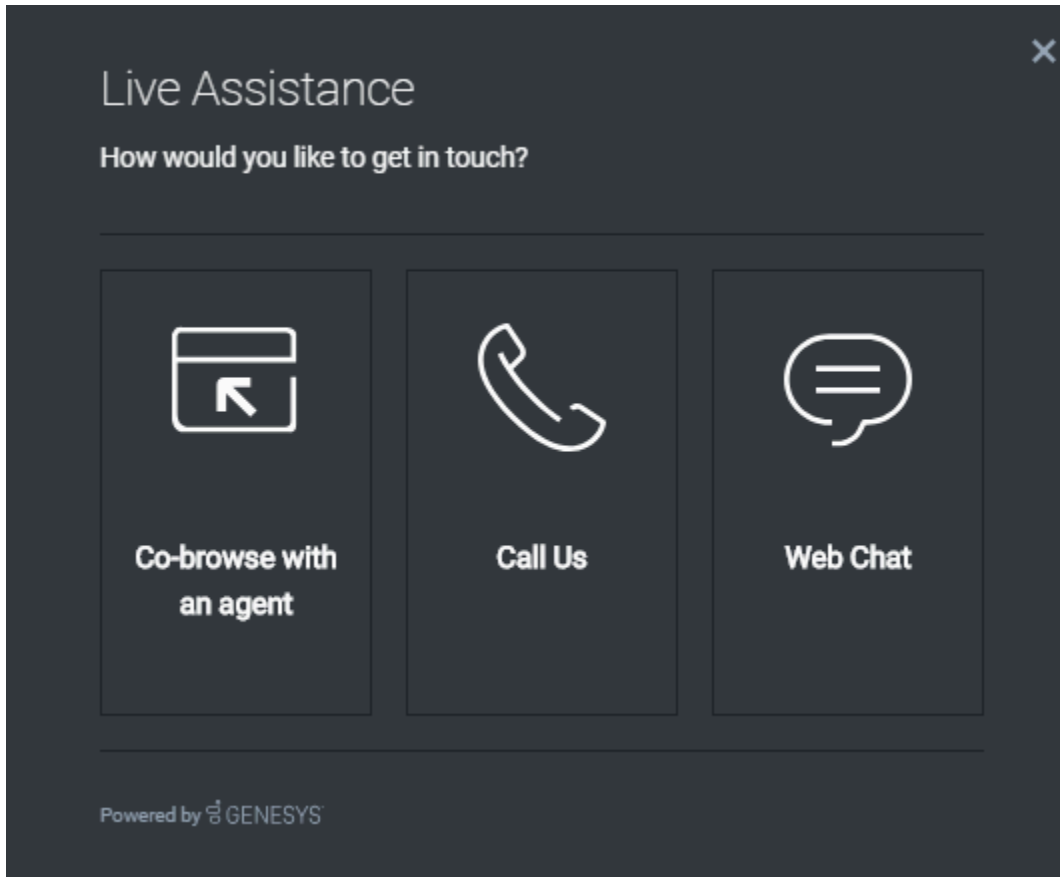 Live Assistance
How would you like to get in touch?
Co-browse with
an agent
Call Us
Web Chat
Powered by GENESYS